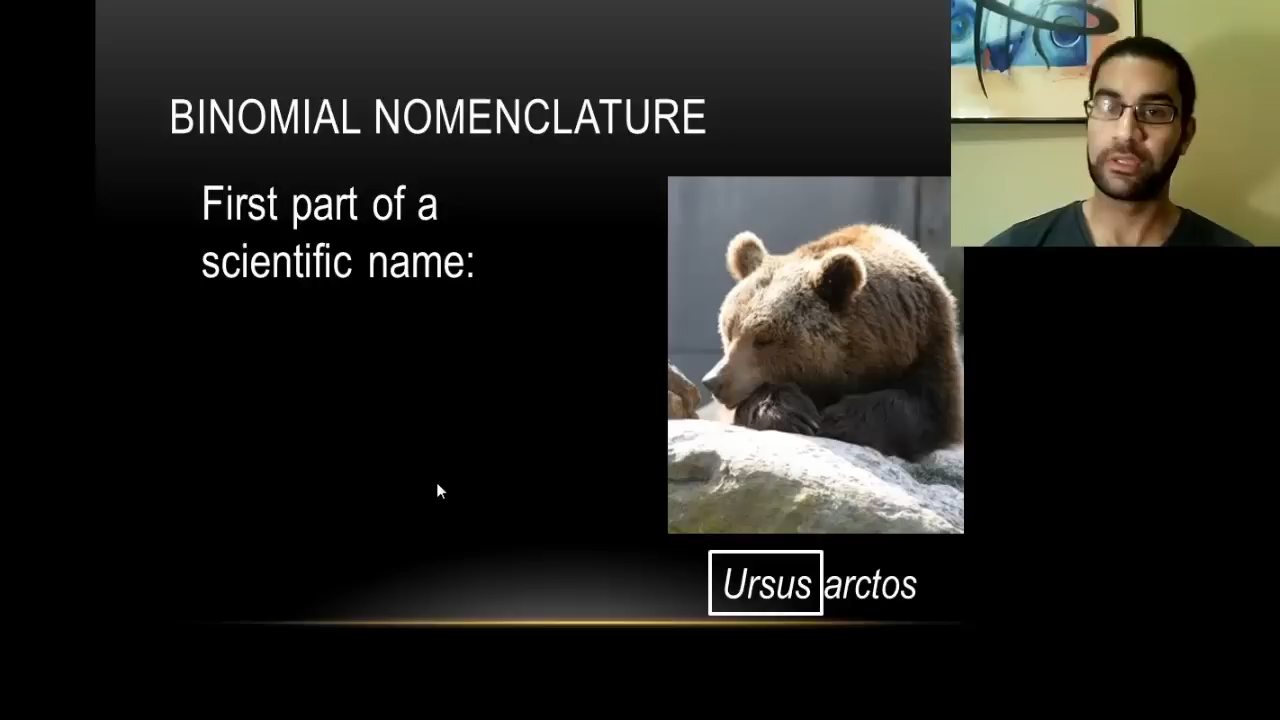 BINOMIAL NOMENCLATURE
First part of a
scientific name:
Ursus arctos